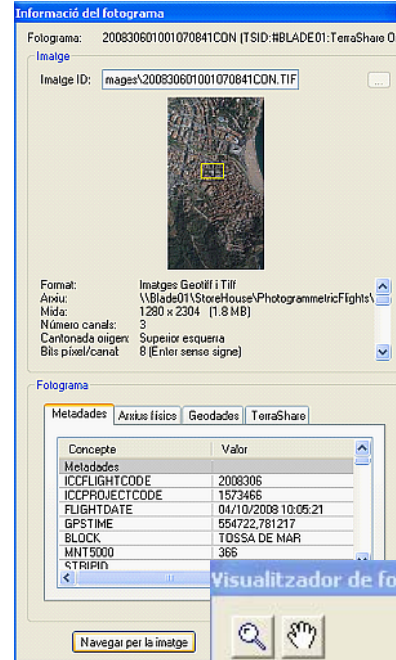 Informació del fotograma
Fotograma: 200830601001070841CON (TSID:#BLADE01:TerraShare O
Imatge
Imatge ID: mages\200830601001070841CON.TIF
...
Format: Imatges Geotiff i Tiff
Arxiu: \\Blade01\StoreHouse\PhotogrammetricFlights\
Mida: 1280 x 2304 (1.8 MB)
Número canals: 3
Cantonada origen: Superior esquerra
Bits píxel/canal: 8 (Enter sense signe)
Fotograma
Metadades Arxius físics Geodades TerraShare
Concepte Valor
Metadades
ICCFLIGHTCODE 2008306
ICCPROJECTCODE 1573466
FLIGHTDATE 04/10/2008 10:05:21
GPSTIME 554722,781217
BLOCK TOSSA DE MAR
MNT5000 366
STRIPID
Visualitzador de fo
Navegar per la imatge